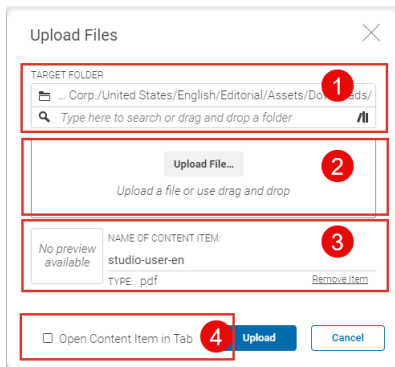 Upload Files
TARGET FOLDER
... Corp./United States/English/Editorial/Assets/Downloads/
1
Type here to search or drag and drop a folder
Upload File...
2
Upload a file or use drag and drop
No preview available
NAME OF CONTENT ITEM:
3
studio-user-en
TYPE: pdf
Remove Item
Open Content Item in Tab
4
Upload
Cancel